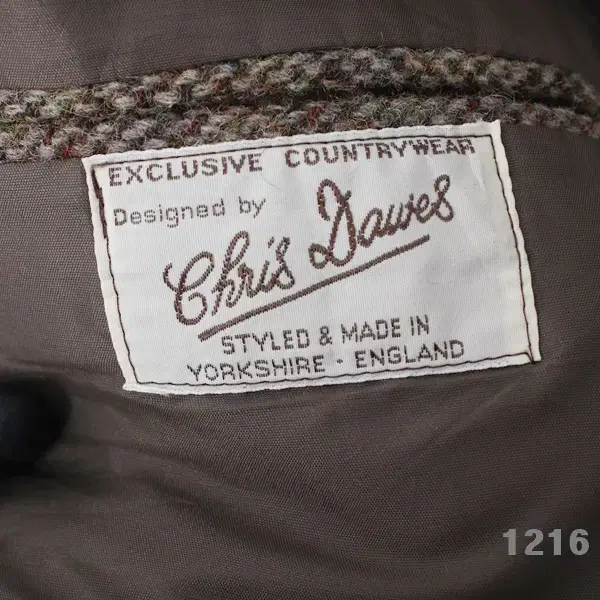 EXCLUSIVE COUNTRYWEAR
Designed by
Chris Dawes
STYLED & MADE IN
YORKSHIRE - ENGLAND
1216